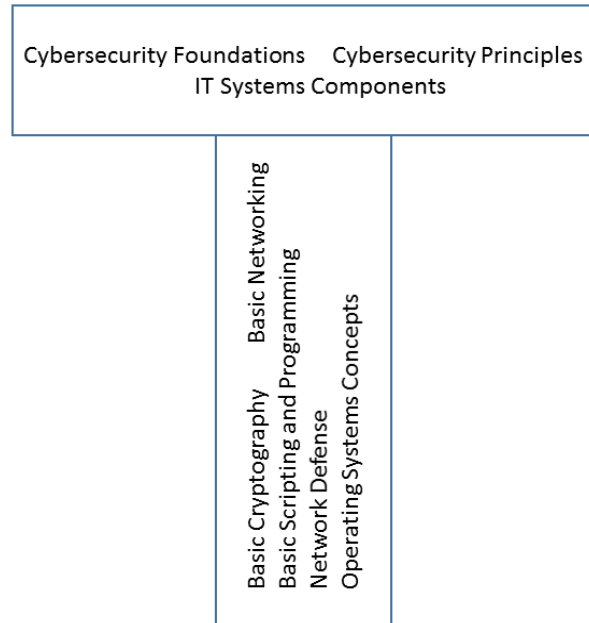 Cybersecurity Foundations Cybersecurity Principles
IT Systems Components
Basic Cryptography Basic Networking
Basic Scripting and Programming
Network Defense
Operating Systems Concepts